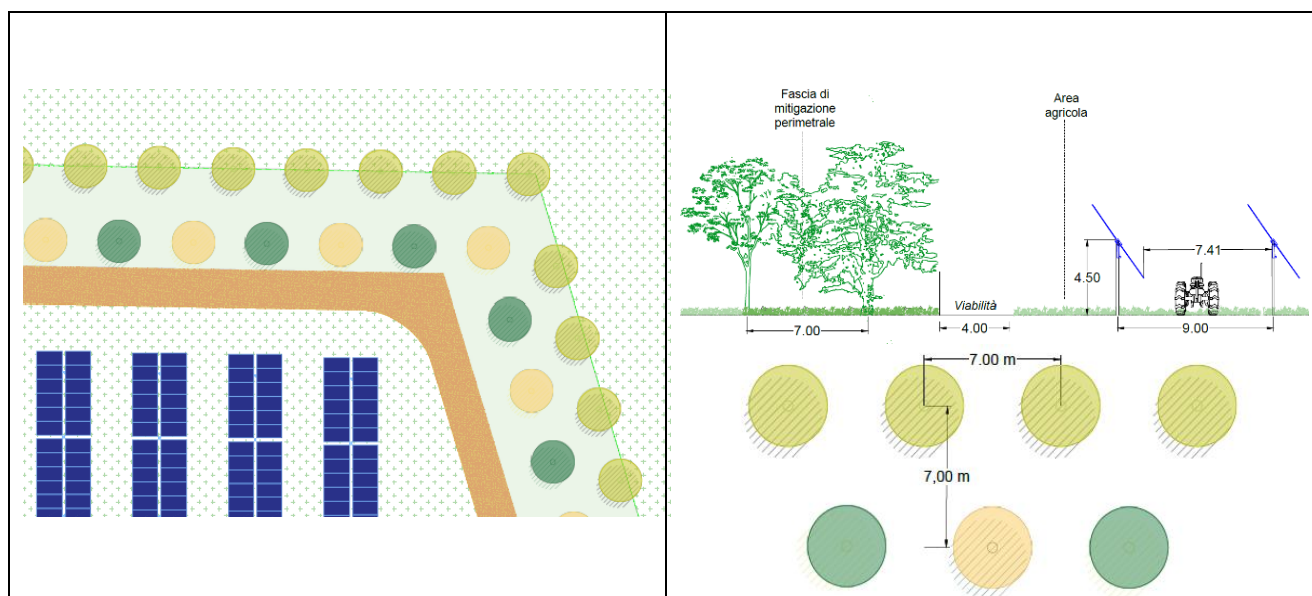 Fascia di
mitigazione
perimetrale
Area
agricola
7.41
4.50
Viabilità
7.00
4.00
9.00
7.00 m
7,00 m